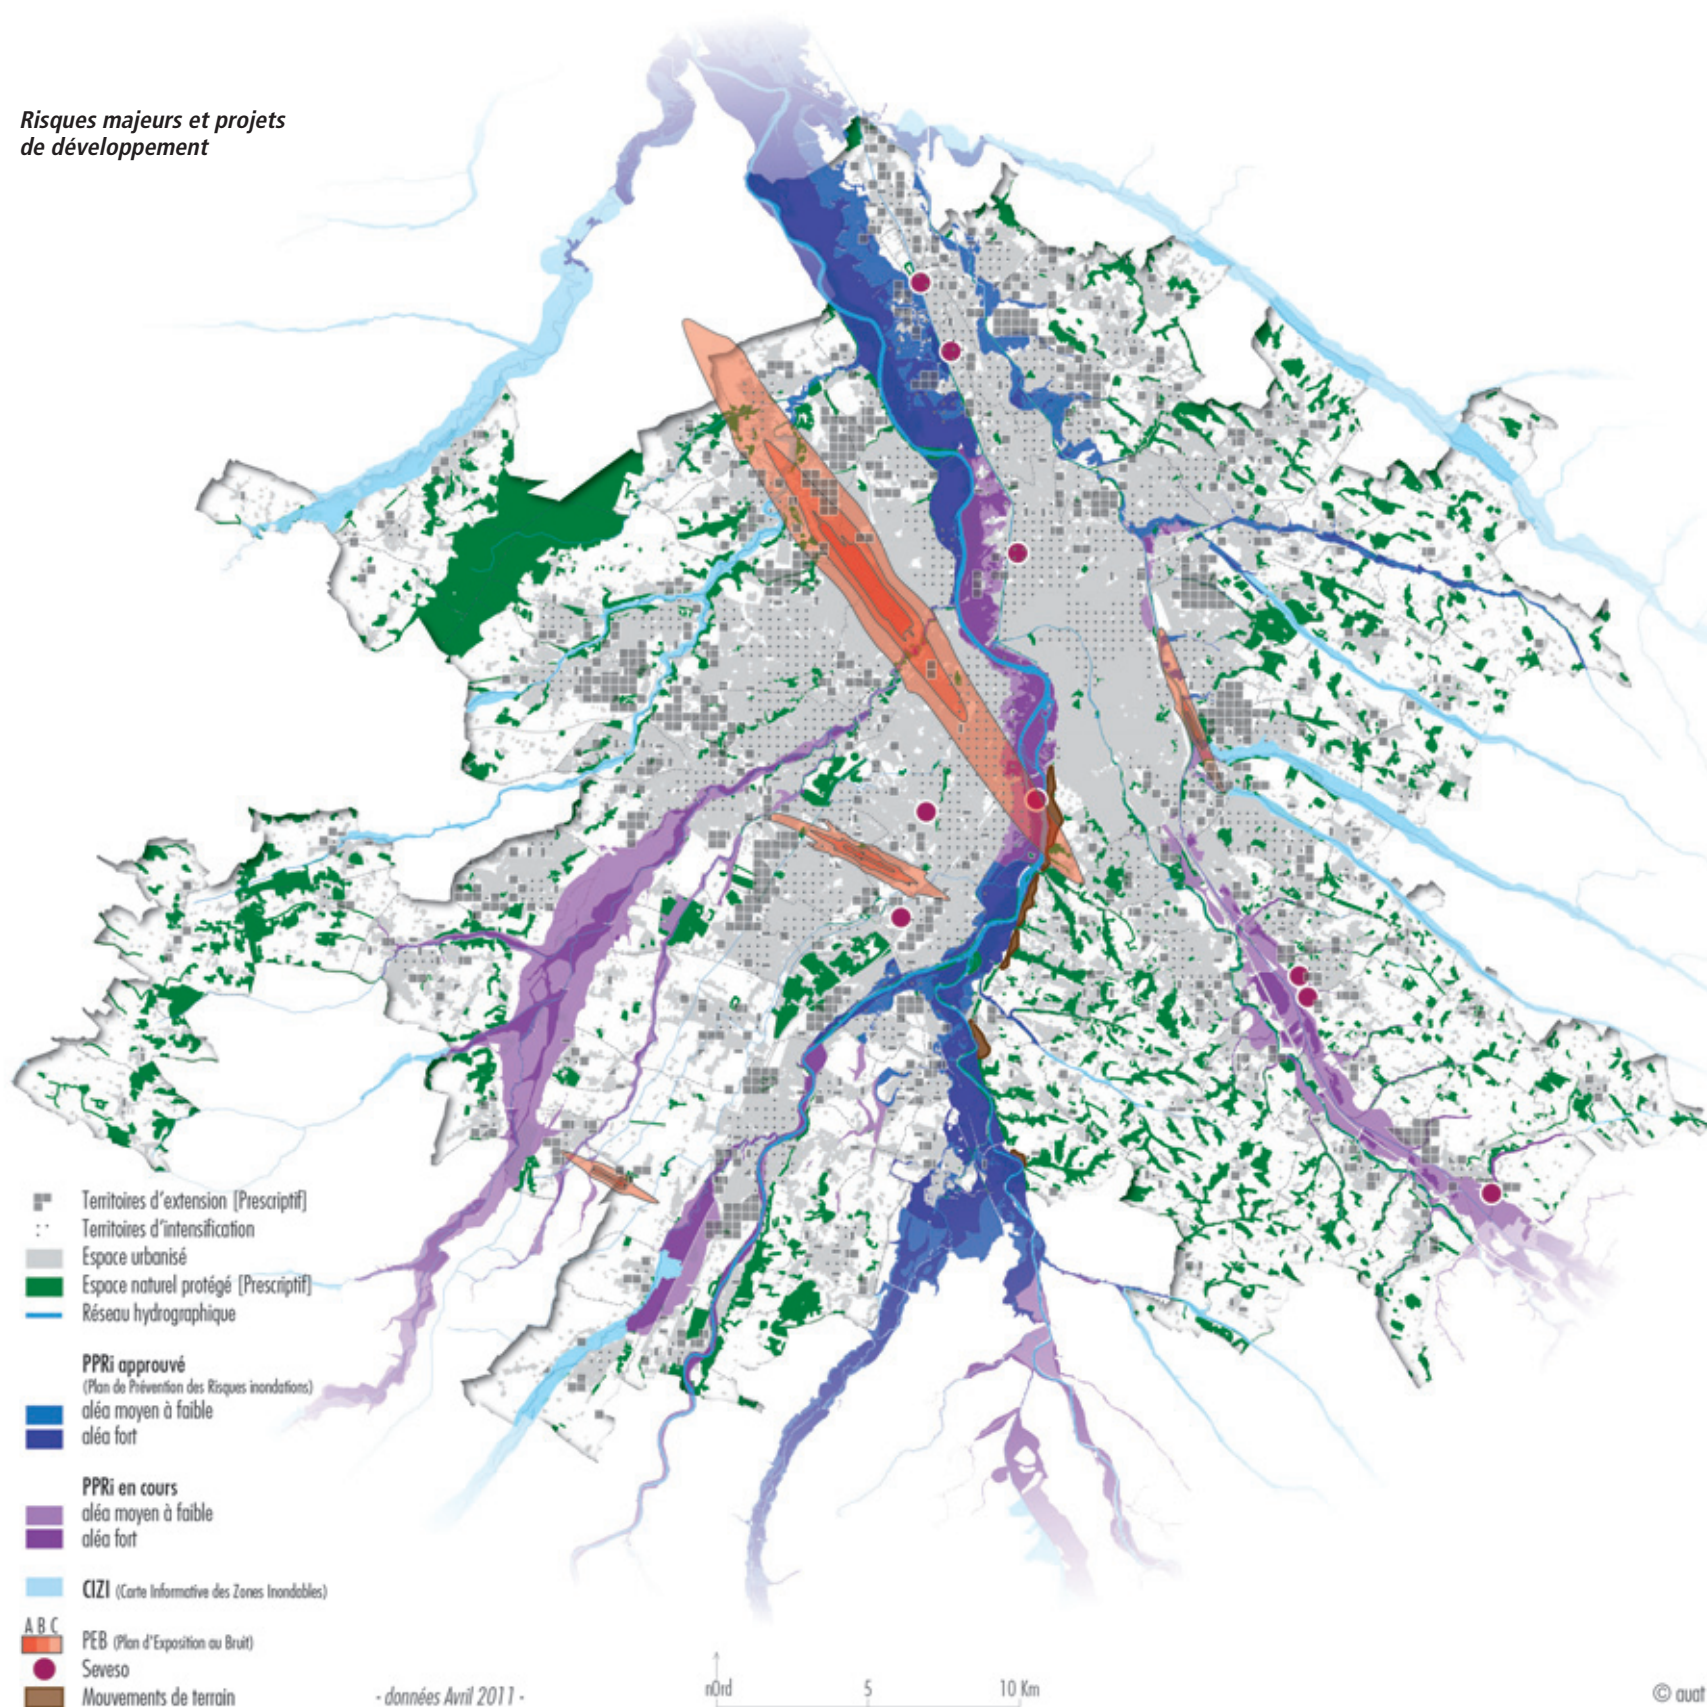 Risques majeurs et projets
de développement
Territoires d'extension [Prescriptif]
Territoires d'intensification
Espace urbanisé
Espace naturel protégé [Prescriptif]
Réseau hydrographique
PPRi approuvé
(Plan de Prévention des Risques inondations)
aléa moyen à faible
aléa fort
PPRi en cours
aléa moyen à faible
aléa fort
CIZI (Carte Informative des Zones Inondables)
A B C
PEB (Plan d'Exposition au Bruit)
Seveso
Mouvements de terrain
- données Avril 2011 -
nOrd 5 10 Km
©